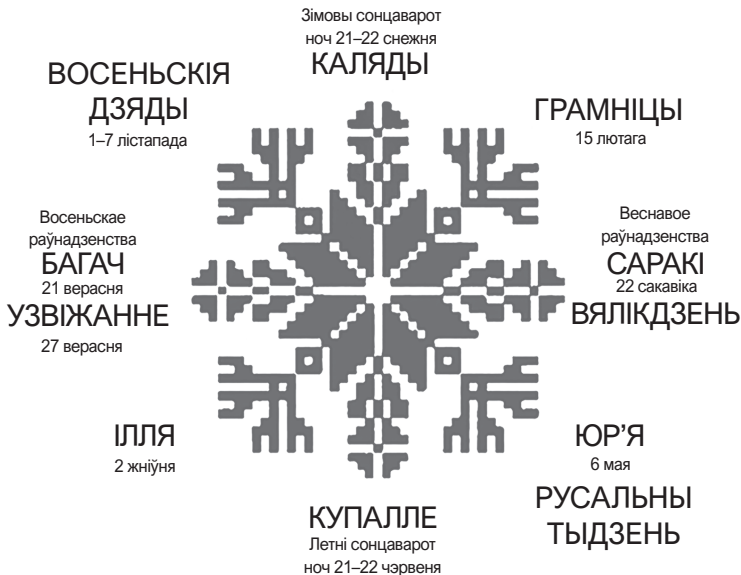 Зімовы сонцаварот
ноч 21–22 снежня
КАЛЯДЫ
ВОСЕНЬСКІЯ
ДЗЯДЫ
1–7 лістапада
ГРАМНІЦЫ
15 лютага
Восеньскае
раўнадзенства
БАГАЧ
21 верасня
УЗВІЖАННЕ
27 верасня
Веснавое
раўнадзенства
САРАКІ
22 сакавіка
ВЯЛІКДЗЕНЬ
ІЛЛЯ
2 жніўня
ЮР’Я
6 мая
РУСАЛЬНЫ
ТЫДЗЕНЬ
КУПАЛЛЕ
Летні сонцаварот
ноч 21–22 чэрвеня